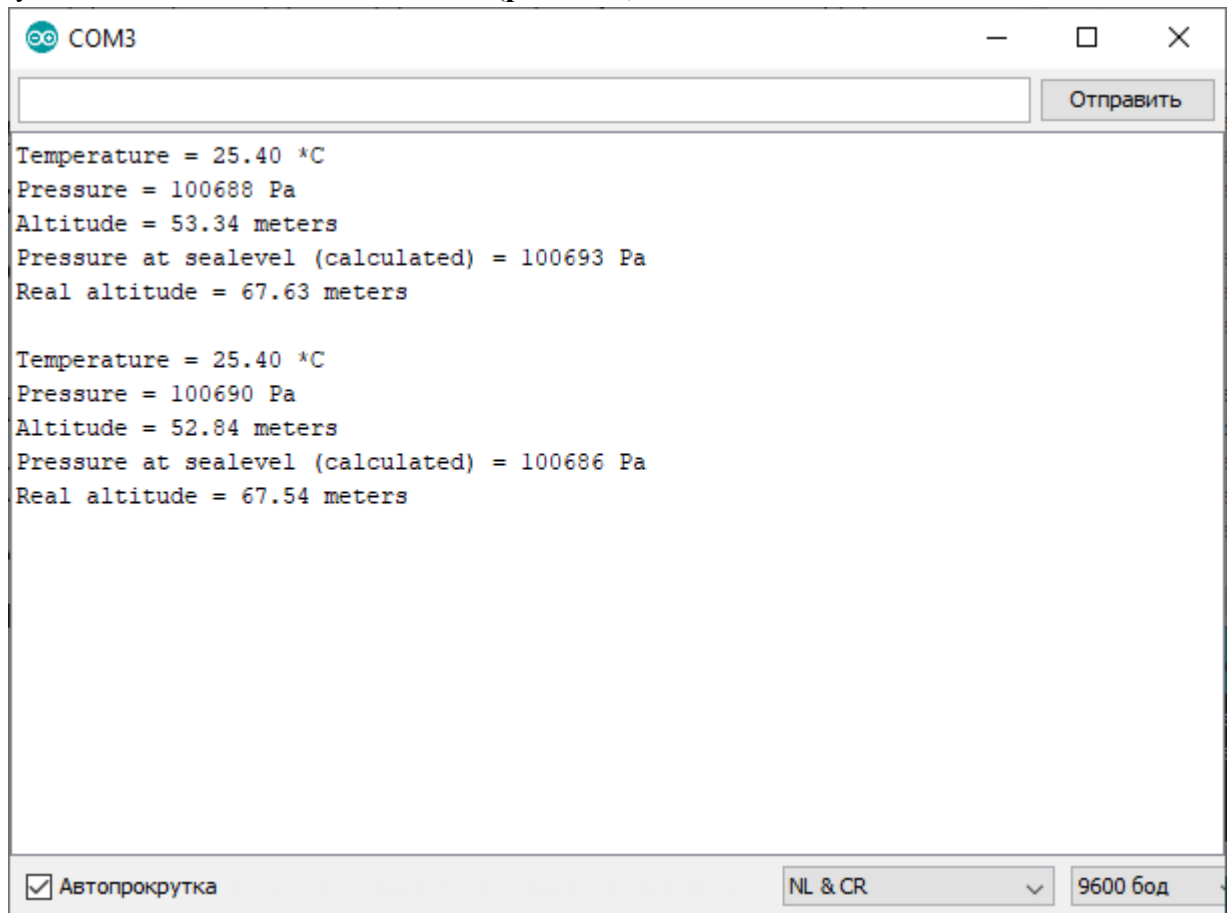 COM3
Отправить
Temperature = 25.40 *C
Pressure = 100688 Pa
Altitude = 53.34 meters
Pressure at sealevel (calculated) = 100693 Pa
Real altitude = 67.63 meters
Temperature = 25.40 *C
Pressure = 100690 Pa
Altitude = 52.84 meters
Pressure at sealevel (calculated) = 100686 Pa
Real altitude = 67.54 meters
Автопрокрутка NL & CR 9600 бод